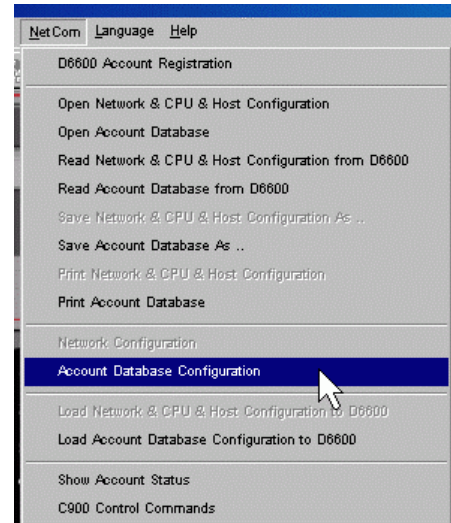 NetCom Language Help
D6600 Account Registration
Open Network & CPU & Host Configuration
Open Account Database
Read Network & CPU & Host Configuration from D6600
Read Account Database from D6600
Save Network & CPU & Host Configuration As ..
Save Account Database As ..
Print Network & CPU & Host Configuration
Print Account Database
Network Configuration
Account Database Configuration
Load Network & CPU & Host Configuration to D6600
Load Account Database Configuration to D6600
Show Account Status
C900 Control Commands